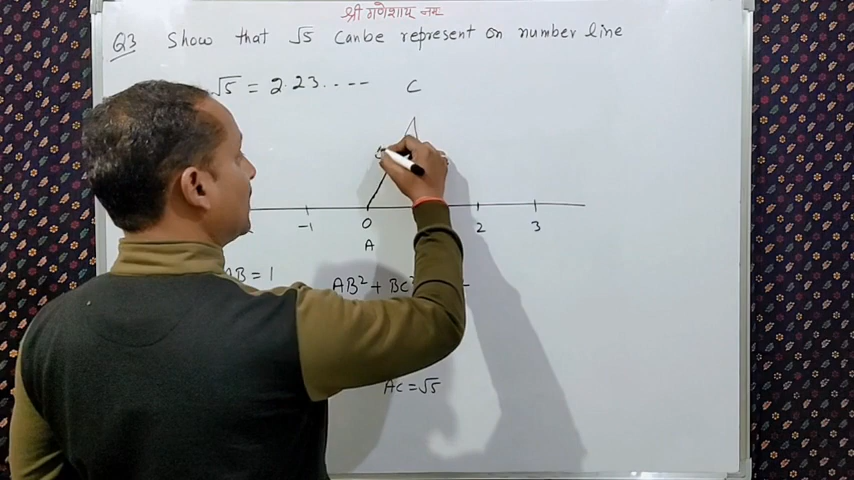 श्री गणेशाय नमः
Q3 Show that √5 canbe represent on number line
√5 = 2.23....
C
-1 0 2 3
A
AB = 1
AB² + BC²
AC = √5